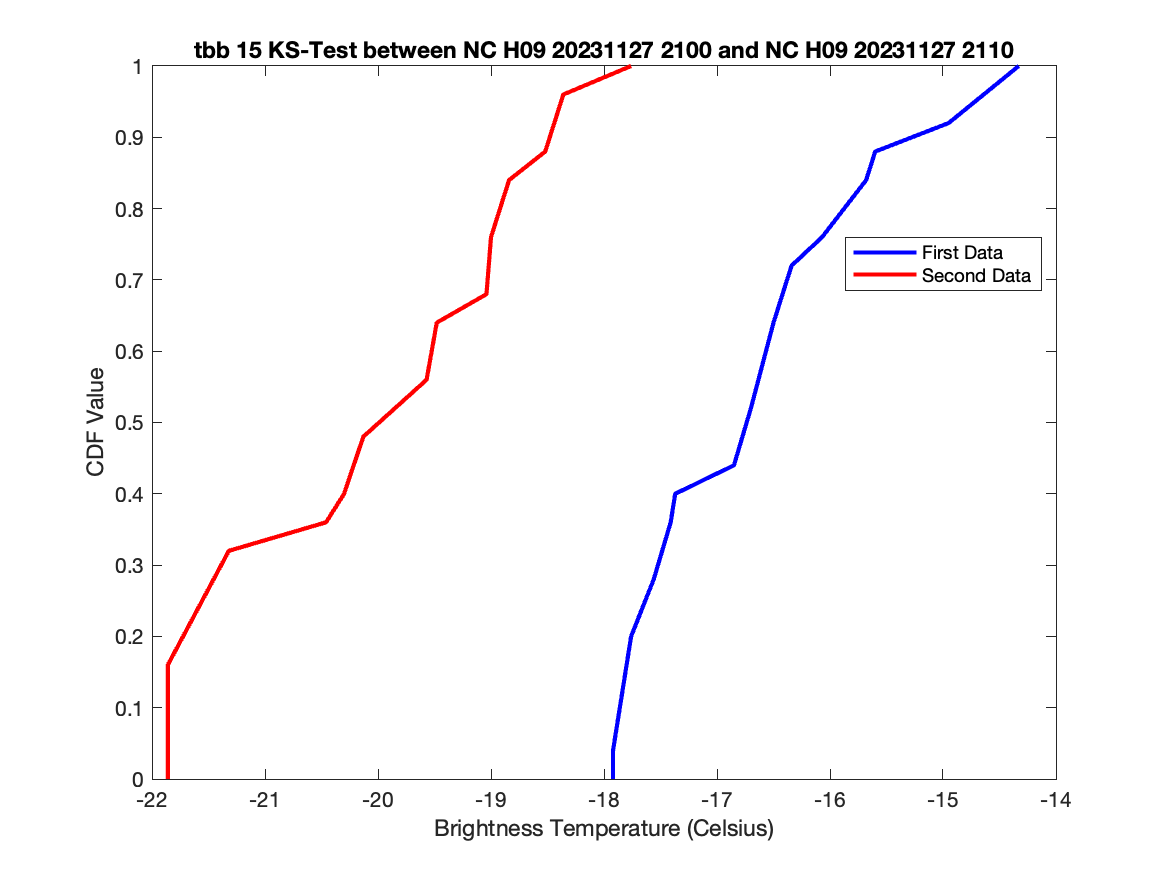 tbb 15 KS-Test between NC H09 20231127 2100 and NC H09 20231127 2110
1
0.9
0.8
0.7
0.6
0.5
0.4
0.3
0.2
0.1
0
CDF Value
First Data
Second Data
-22 -21 -20 -19 -18 -17 -16 -15 -14
Brightness Temperature (Celsius)